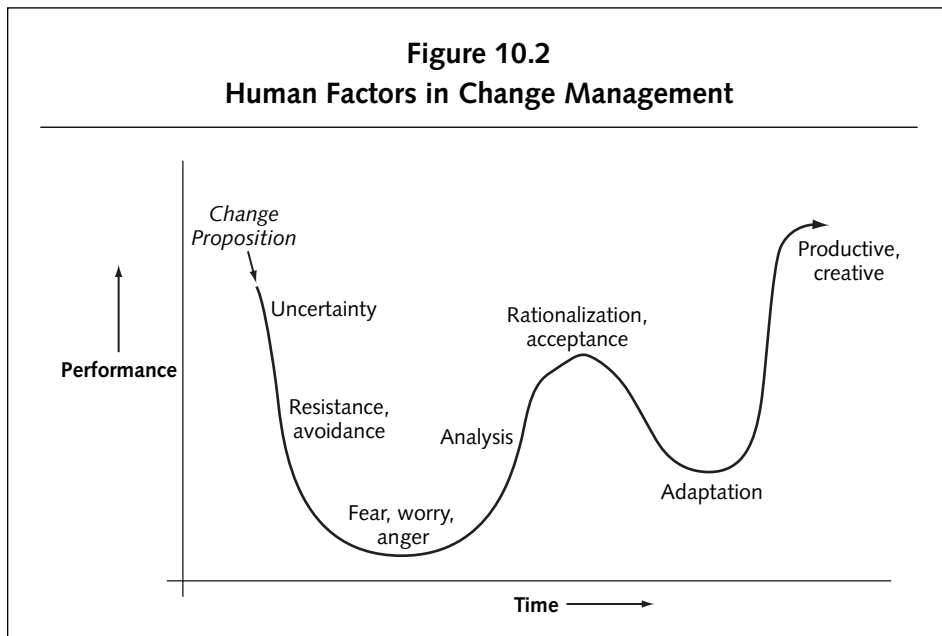 Figure 10.2
Human Factors in Change Management
Change
Proposition
Uncertainty
Resistance,
avoidance
Fear, worry,
anger
Analysis
Rationalization,
acceptance
Adaptation
Productive,
creative
Performance
Time